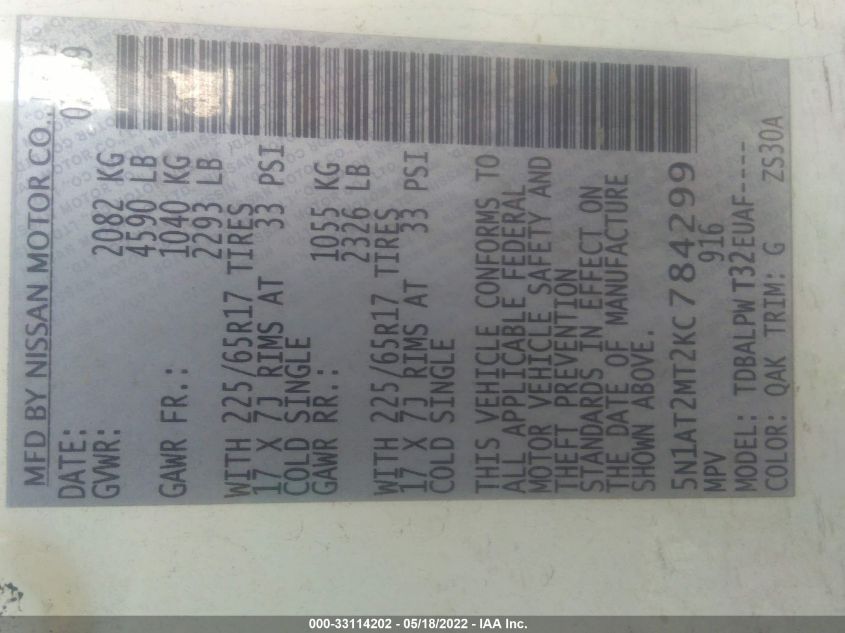 MFD BY NISSAN MOTOR CO.,
DATE:
GVWR: 2082 KG
4590 LB
GAWR FR.: 1040 KG
2293 LB
WITH 225/65R17 TIRES
17 X 7J RIMS AT 33 PSI
COLD SINGLE
GAWR RR.: 1055 KG
2326 LB
WITH 225/65R17 TIRES
17 X 7J RIMS AT 33 PSI
COLD SINGLE
THIS VEHICLE CONFORMS TO
ALL APPLICABLE FEDERAL
MOTOR VEHICLE SAFETY AND
THEFT PREVENTION
STANDARDS IN EFFECT ON
THE DATE OF MANUFACTURE
SHOWN ABOVE.
5N1AT2MT2KC784299
MPV 916
MODEL: TDBALPW T32EUAF----
COLOR: QAK TRIM: G ZS30A
000-33114202 - 05/18/2022 - IAA Inc.